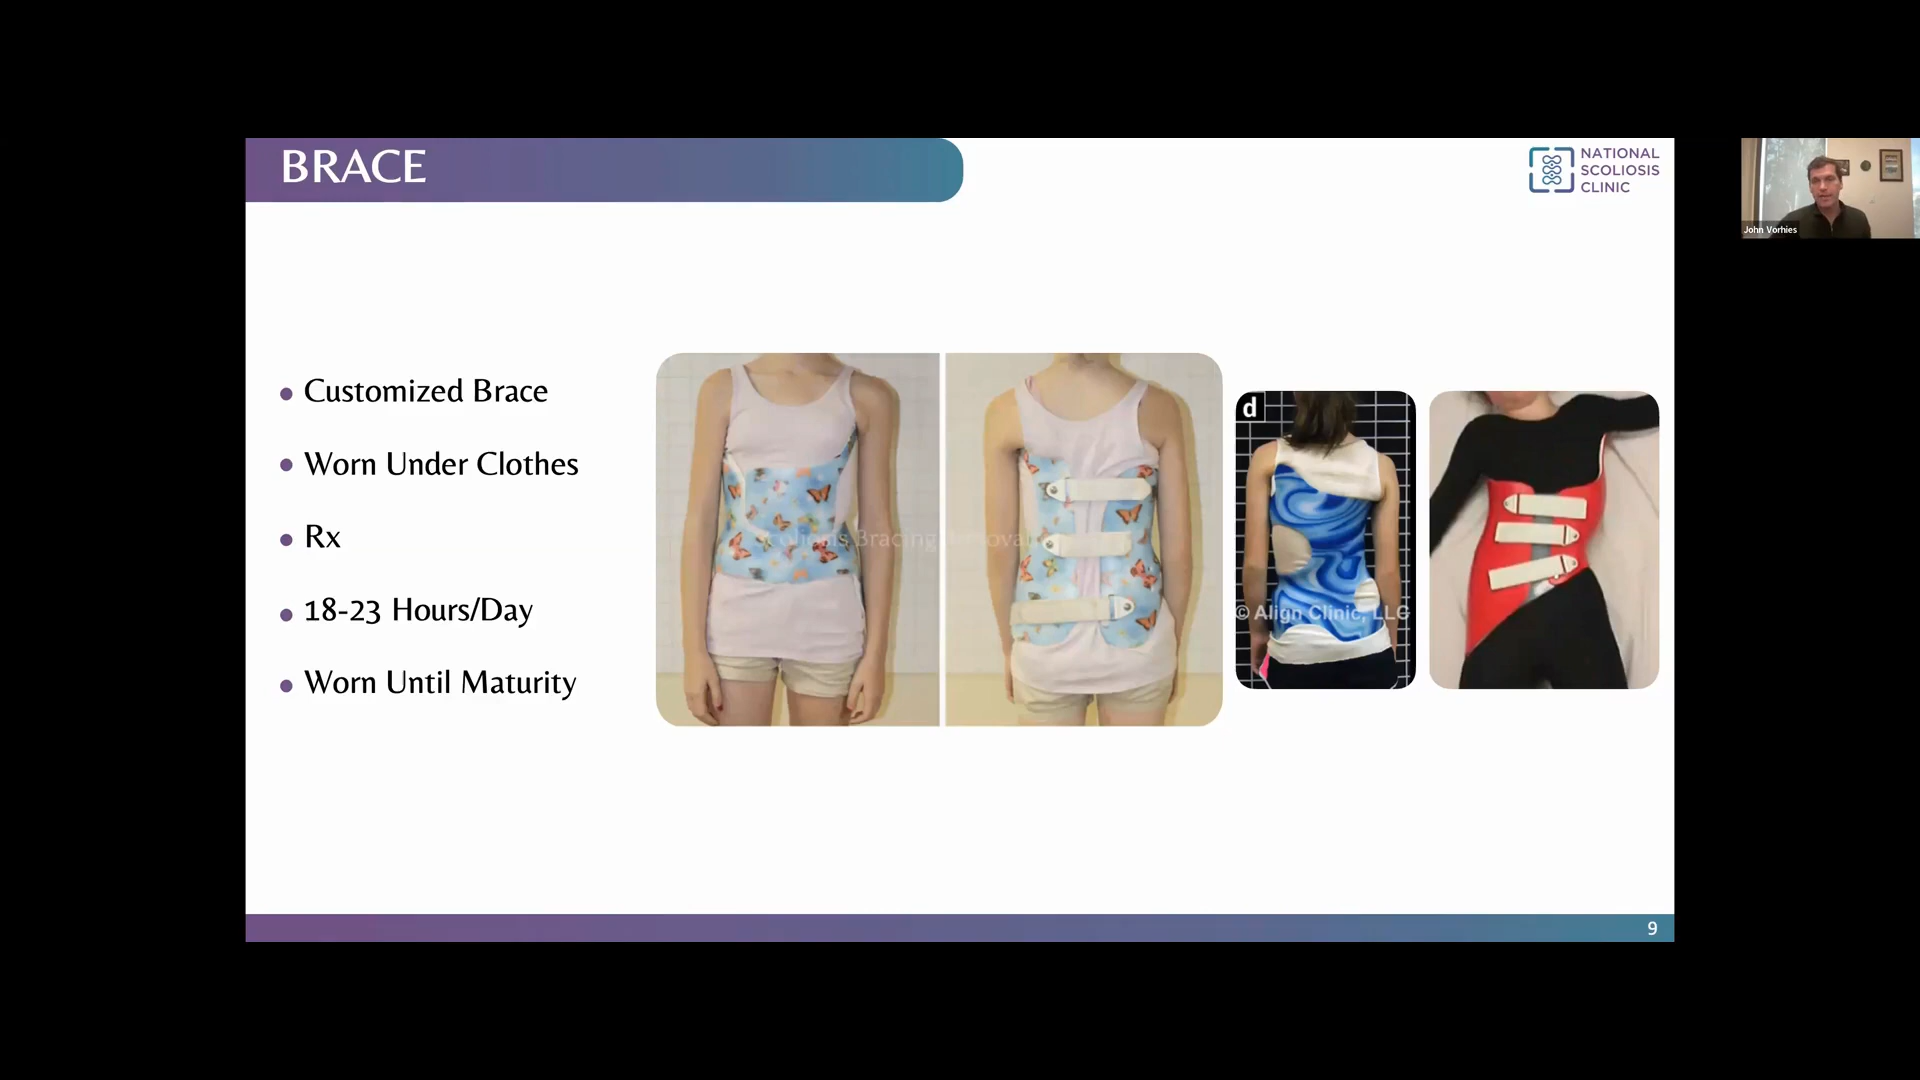 BRACE
NATIONAL
SCOLIOSIS
CLINIC
John Vorhies
Customized Brace
Worn Under Clothes
Rx
18-23 Hours/Day
Worn Until Maturity
Bracing
d
© Align Clinic, LLC
9